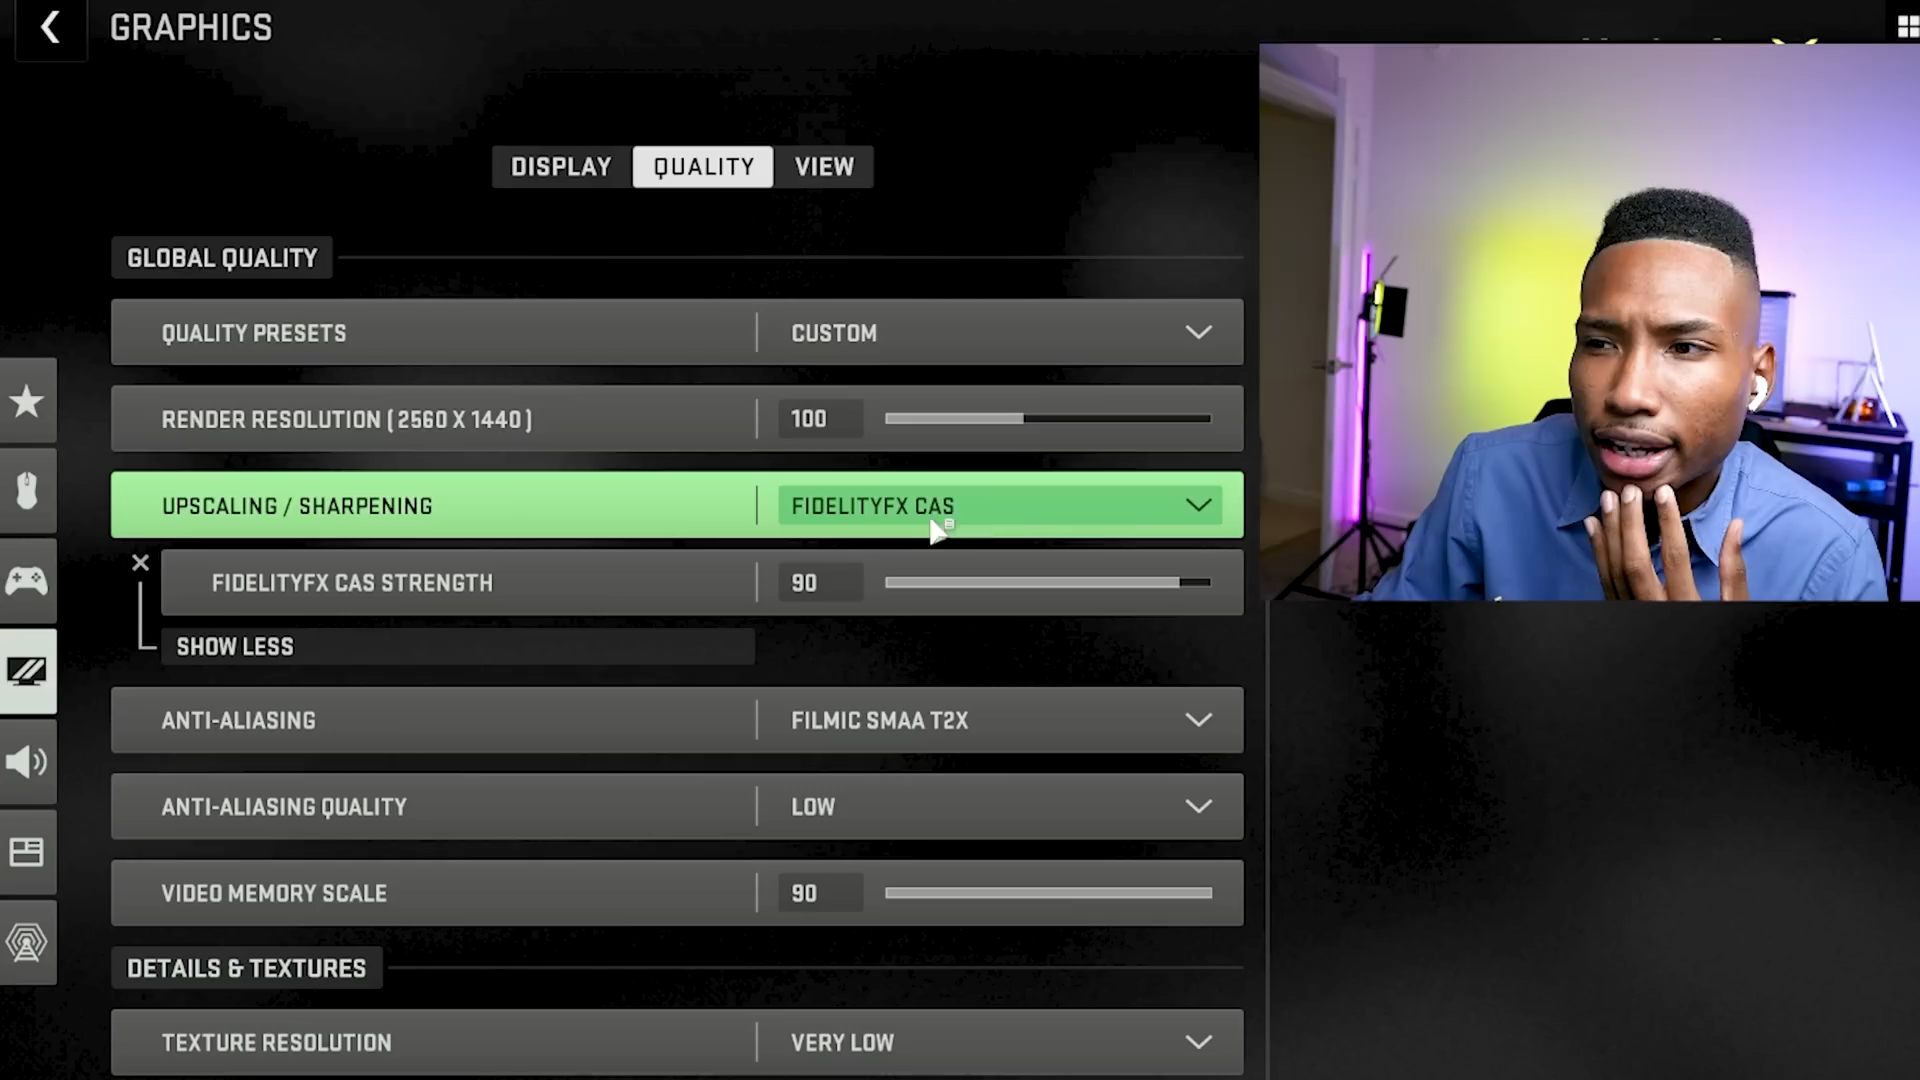 GRAPHICS
DISPLAY QUALITY VIEW
GLOBAL QUALITY
QUALITY PRESETS CUSTOM
RENDER RESOLUTION ( 2560 X 1440 ) 100
UPSCALING / SHARPENING FIDELITYFX CAS
FIDELITYFX CAS STRENGTH 90
SHOW LESS
ANTI-ALIASING FILMIC SMAA T2X
ANTI-ALIASING QUALITY LOW
VIDEO MEMORY SCALE 90
DETAILS & TEXTURES
TEXTURE RESOLUTION VERY LOW